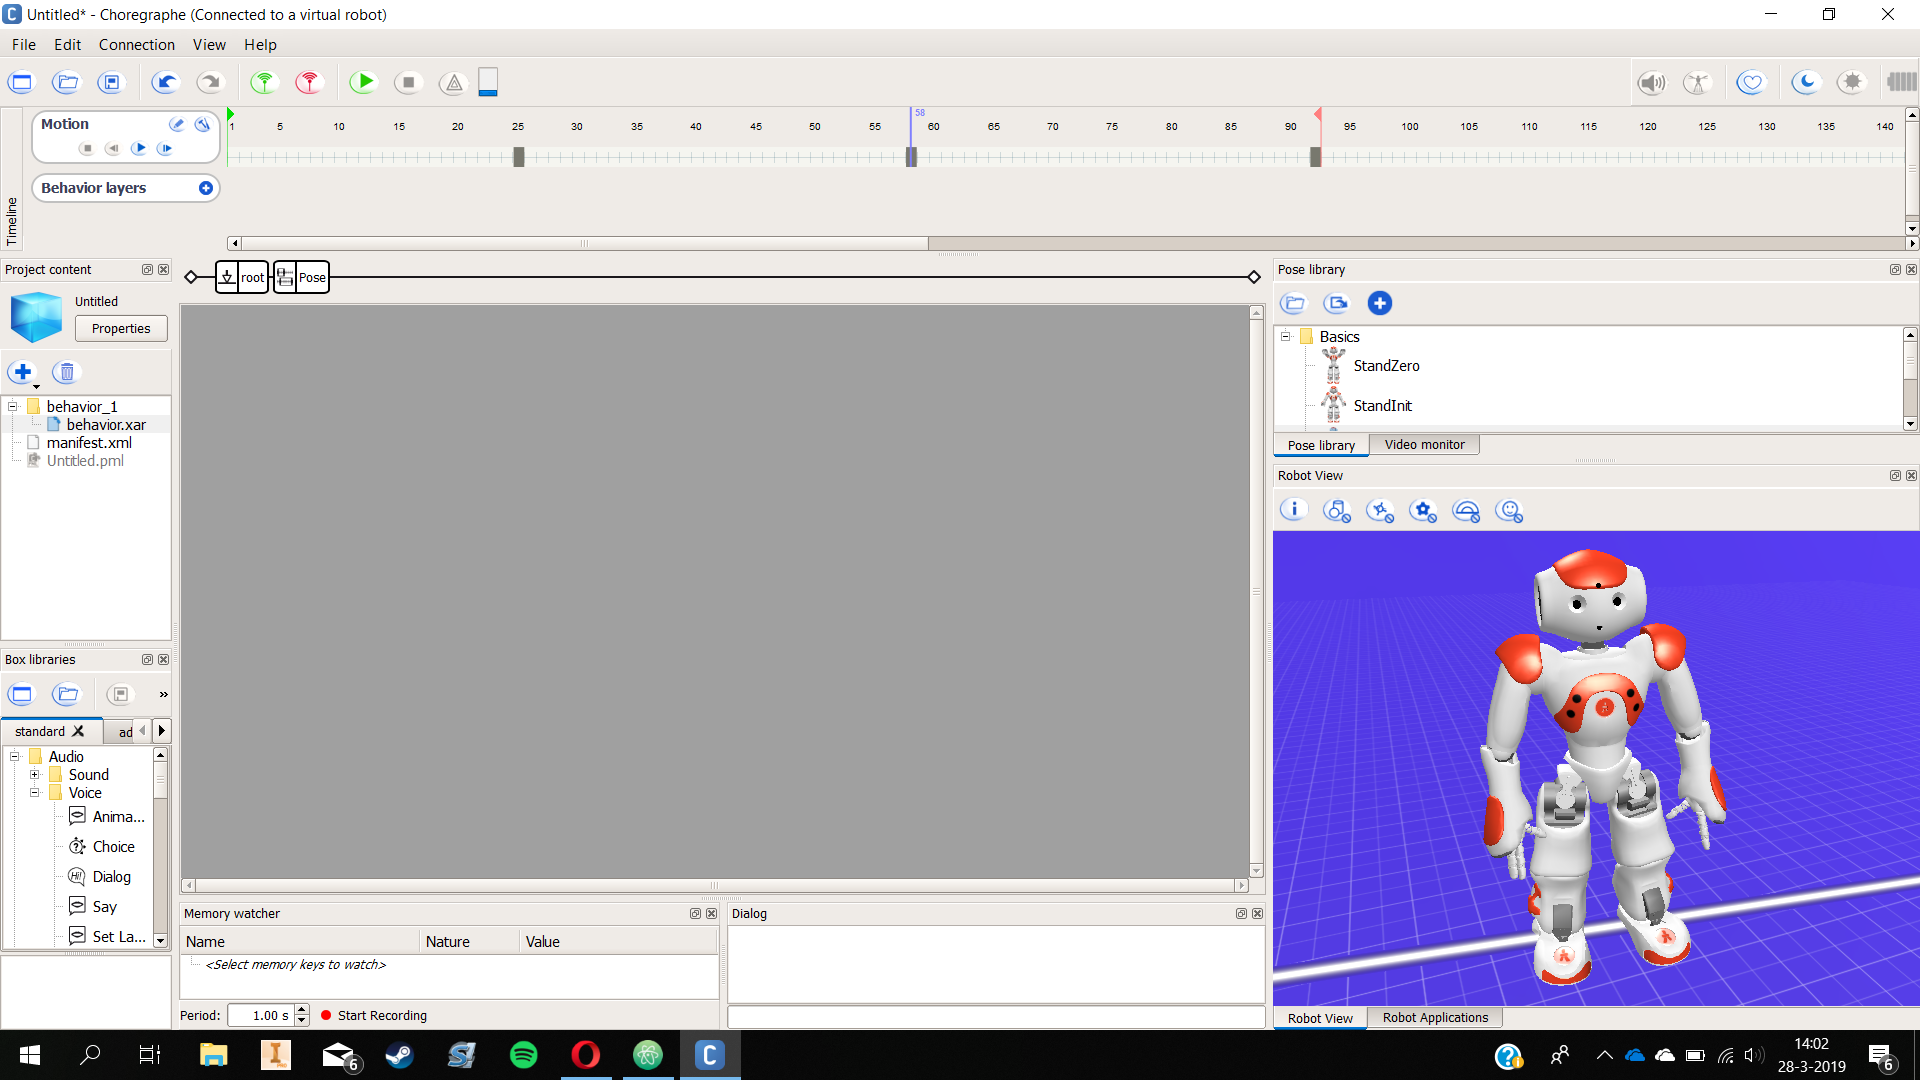 Untitled* - Choregraphe (Connected to a virtual robot)
File Edit Connection View Help
Timeline
Motion
58
1 5 10 15 20 25 30 35 40 45 50 55 60 65 70 75 80 85 90 95 100 105 110 115 120 125 130 135 140
Behavior layers
Project content
Untitled
Properties
behavior_1
behavior.xar
manifest.xml
Untitled.pml
Box libraries
standard ad
Audio
Sound
Voice
Anima...
Choice
Dialog
Say
Set La...
root Pose
Memory watcher
Name Nature Value
<Select memory keys to watch>
Period: 1.00 s Start Recording
Dialog
Pose library
Basics
StandZero
StandInit
Pose library Video monitor
Robot View
Robot View Robot Applications
6
14:02
28-3-2019
6